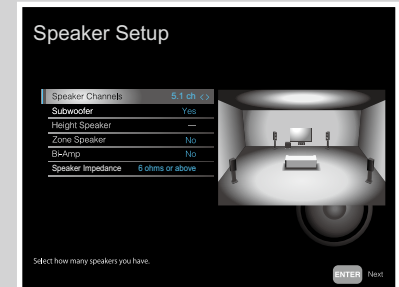 Speaker Setup
Speaker Channels 5.1 ch < >
Subwoofer Yes
Height Speaker ---
Zone Speaker No
Bi-Amp No
Speaker Impedance 6 ohms or above
Select how many speakers you have.
ENTER Next